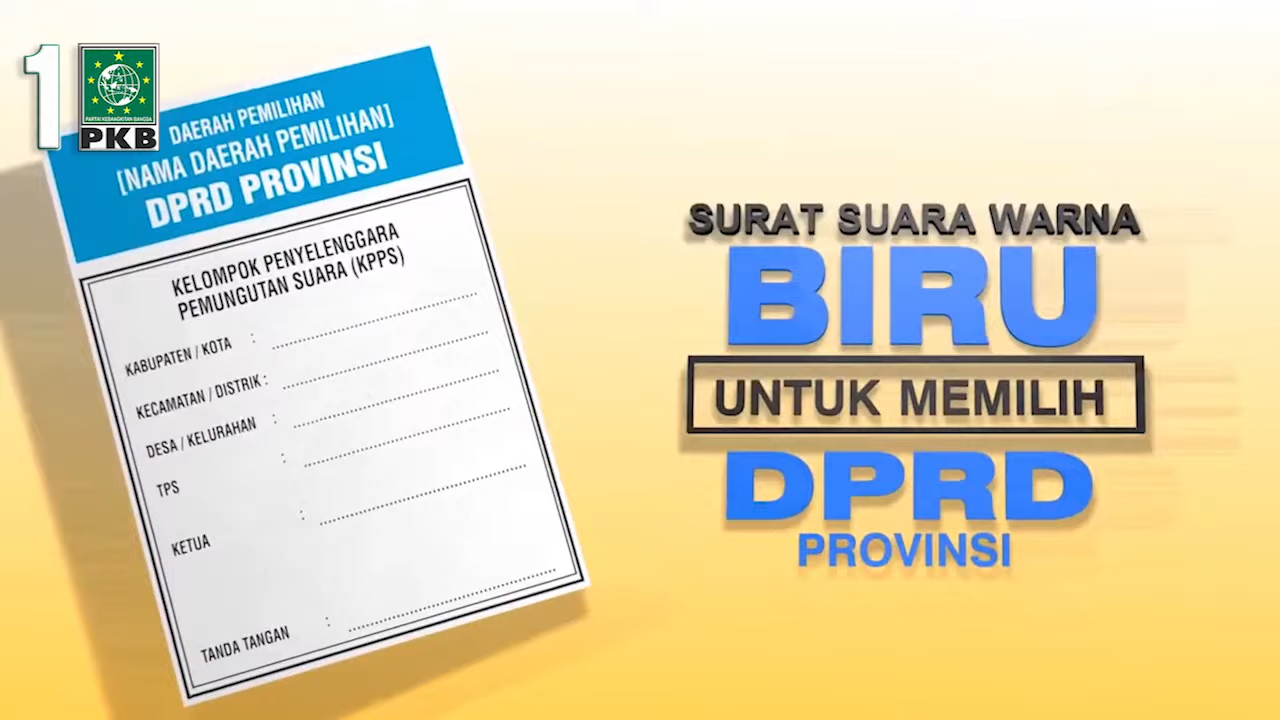 1
PARTAI KEBANGKITAN BANGSA
PKB
DAERAH PEMILIHAN
[NAMA DAERAH PEMILIHAN]
DPRD PROVINSI
KELOMPOK PENYELENGGARA
PEMUNGUTAN SUARA (KPPS)
KABUPATEN / KOTA :
KECAMATAN / DISTRIK :
DESA / KELURAHAN :
TPS :
KETUA :
TANDA TANGAN :
SURAT SUARA WARNA
BIRU
UNTUK MEMILIH
DPRD
PROVINSI